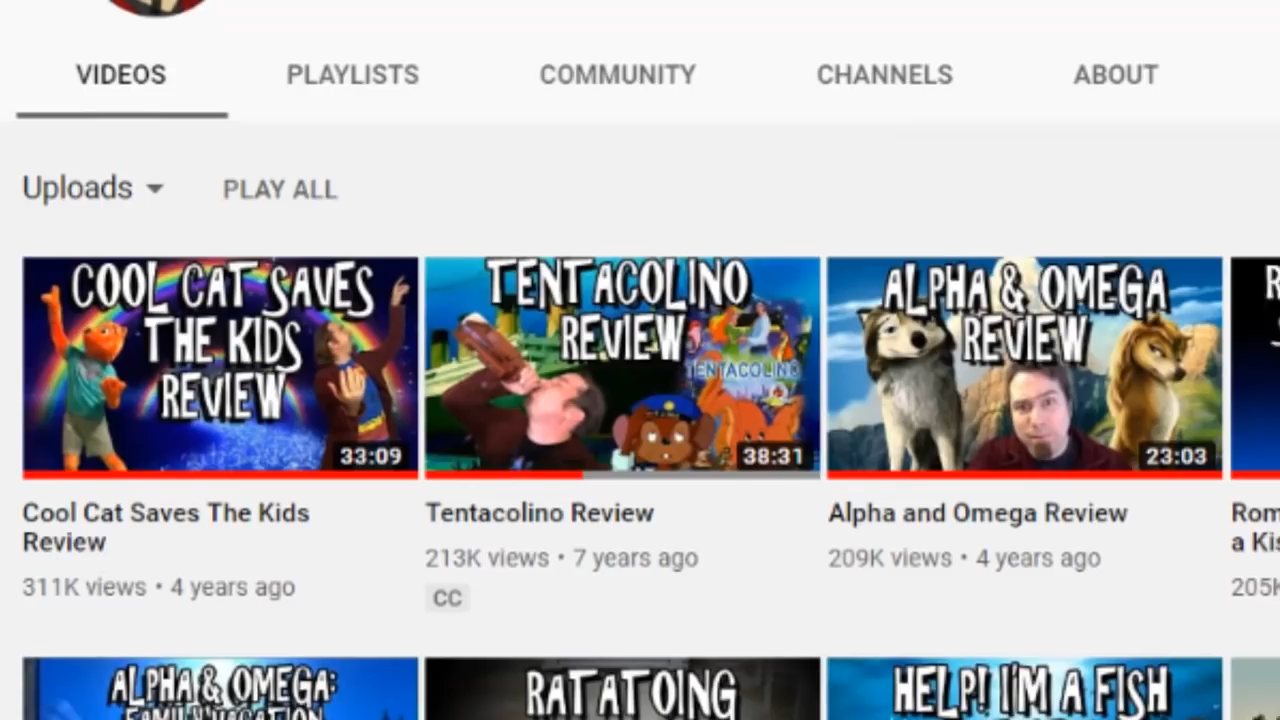 VIDEOS PLAYLISTS COMMUNITY CHANNELS ABOUT
Uploads PLAY ALL
COOL CAT SAVES
THE KIDS
REVIEW
33:09
TENTACOLINO
REVIEW
TENTACOLINO
38:31
ALPHA & OMEGA
REVIEW
23:03
R
Cool Cat Saves The Kids
Review
311K views • 4 years ago
Tentacolino Review
213K views • 7 years ago
CC
Alpha and Omega Review
209K views • 4 years ago
Rom
a Kis
205K
ALPHA & OMEGA:
FAMILY VACATION
RATATOING
HELP! I'M A FISH